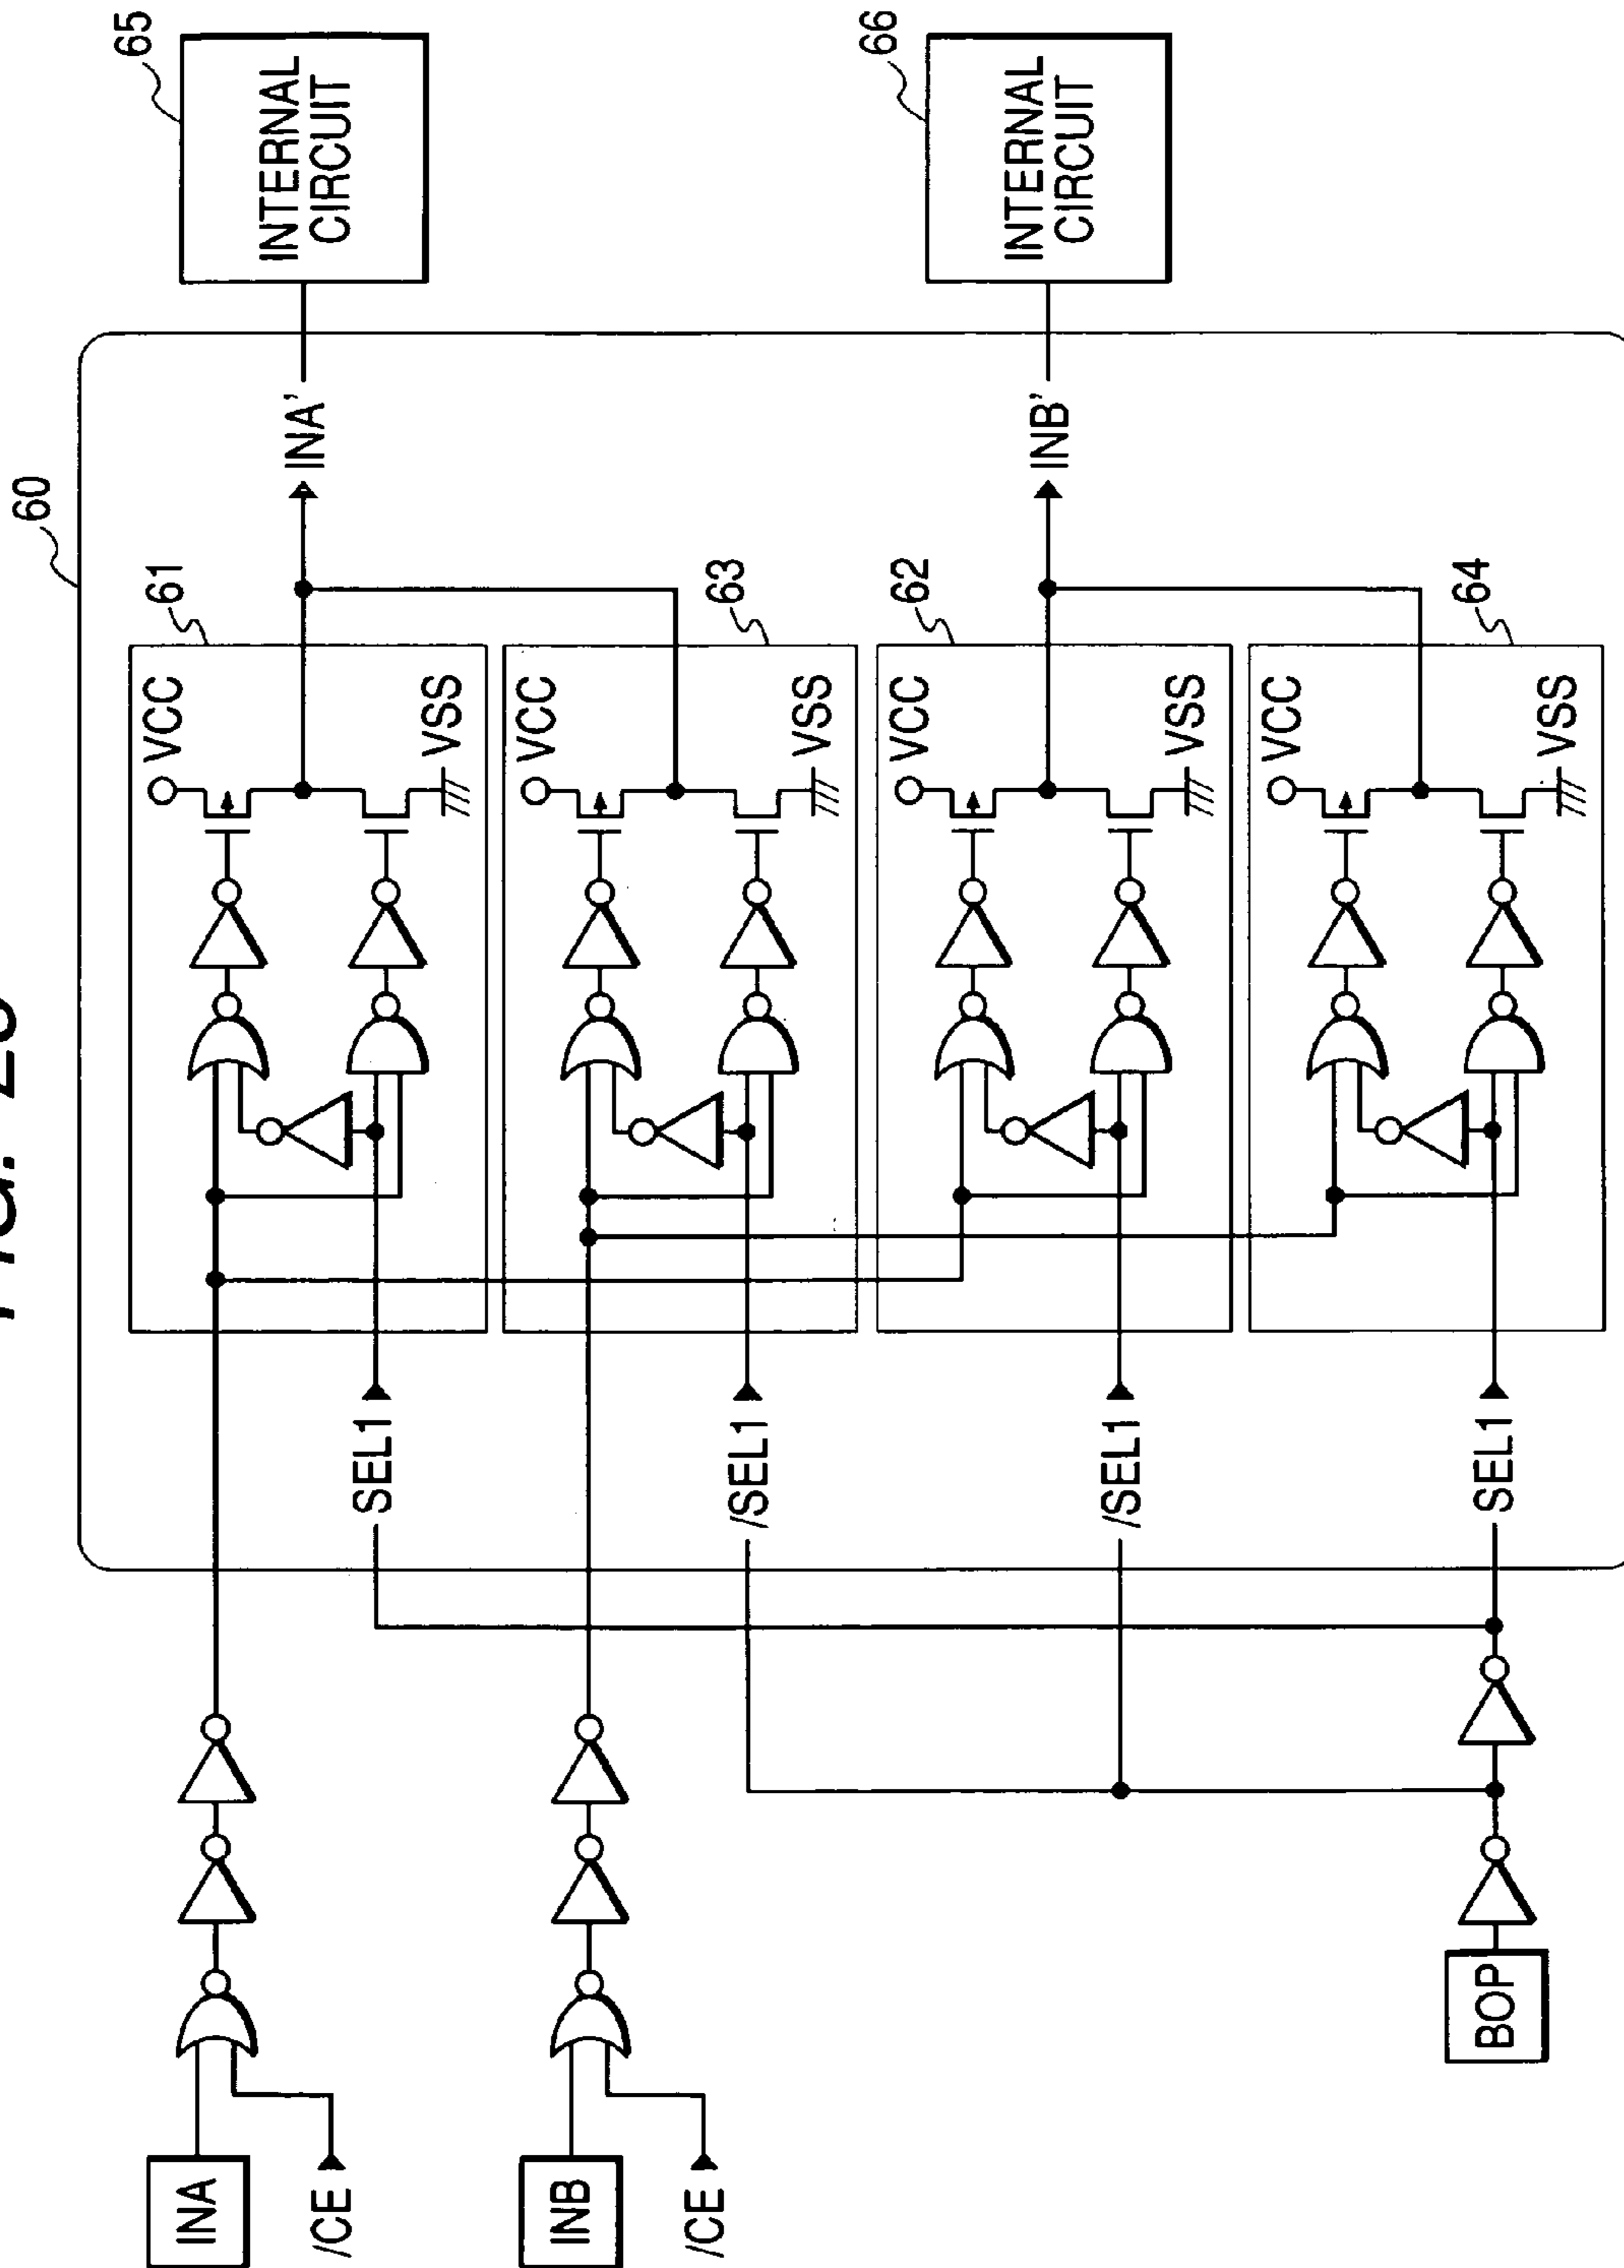 FIG.
60
65
61
INA
/CE
SEL1
VCC
VSS
INA'
INTERNAL
CIRCUIT
63
INB
/CE
/SEL1
VCC
VSS
62
66
/SEL1
VCC
VSS
INB'
INTERNAL
CIRCUIT
64
BOP
SEL1
VCC
VSS